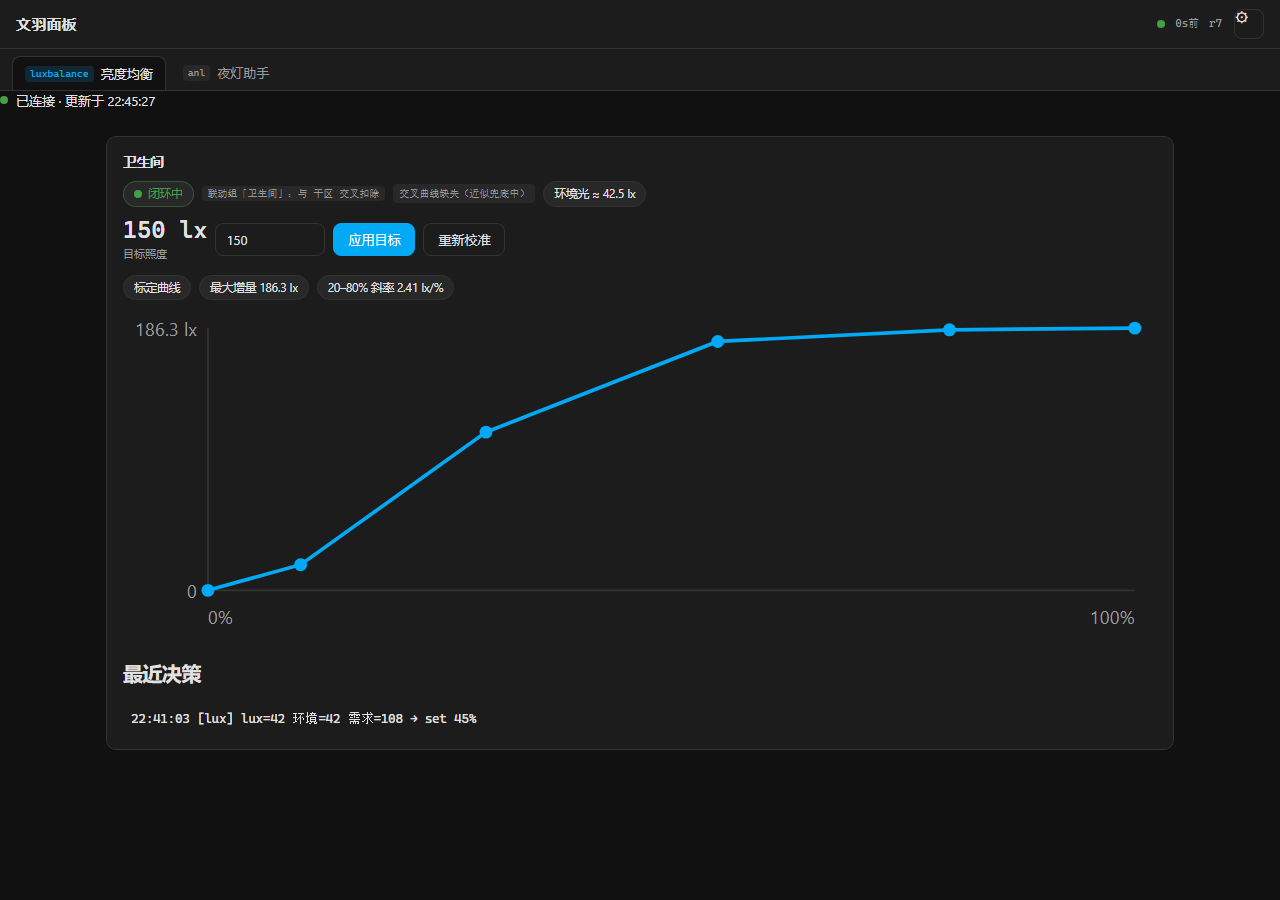 文羽面板
0s前 r7
luxbalance 亮度均衡 anl 夜灯助手
已连接 · 更新于 22:45:27
卫生间
闭环中 联动组「卫生间」: 与 干区 交叉扣除 交叉曲线缺失（近似兜底中） 环境光 ≈ 42.5 lx
150 lx 150 应用目标 重新校准
目标照度
标定曲线 最大增量 186.3 lx 20–80% 斜率 2.41 lx/%
186.3 lx
0
0% 100%
最近决策
22:41:03 [lux] lux=42 环境=42 需求=108 → set 45%